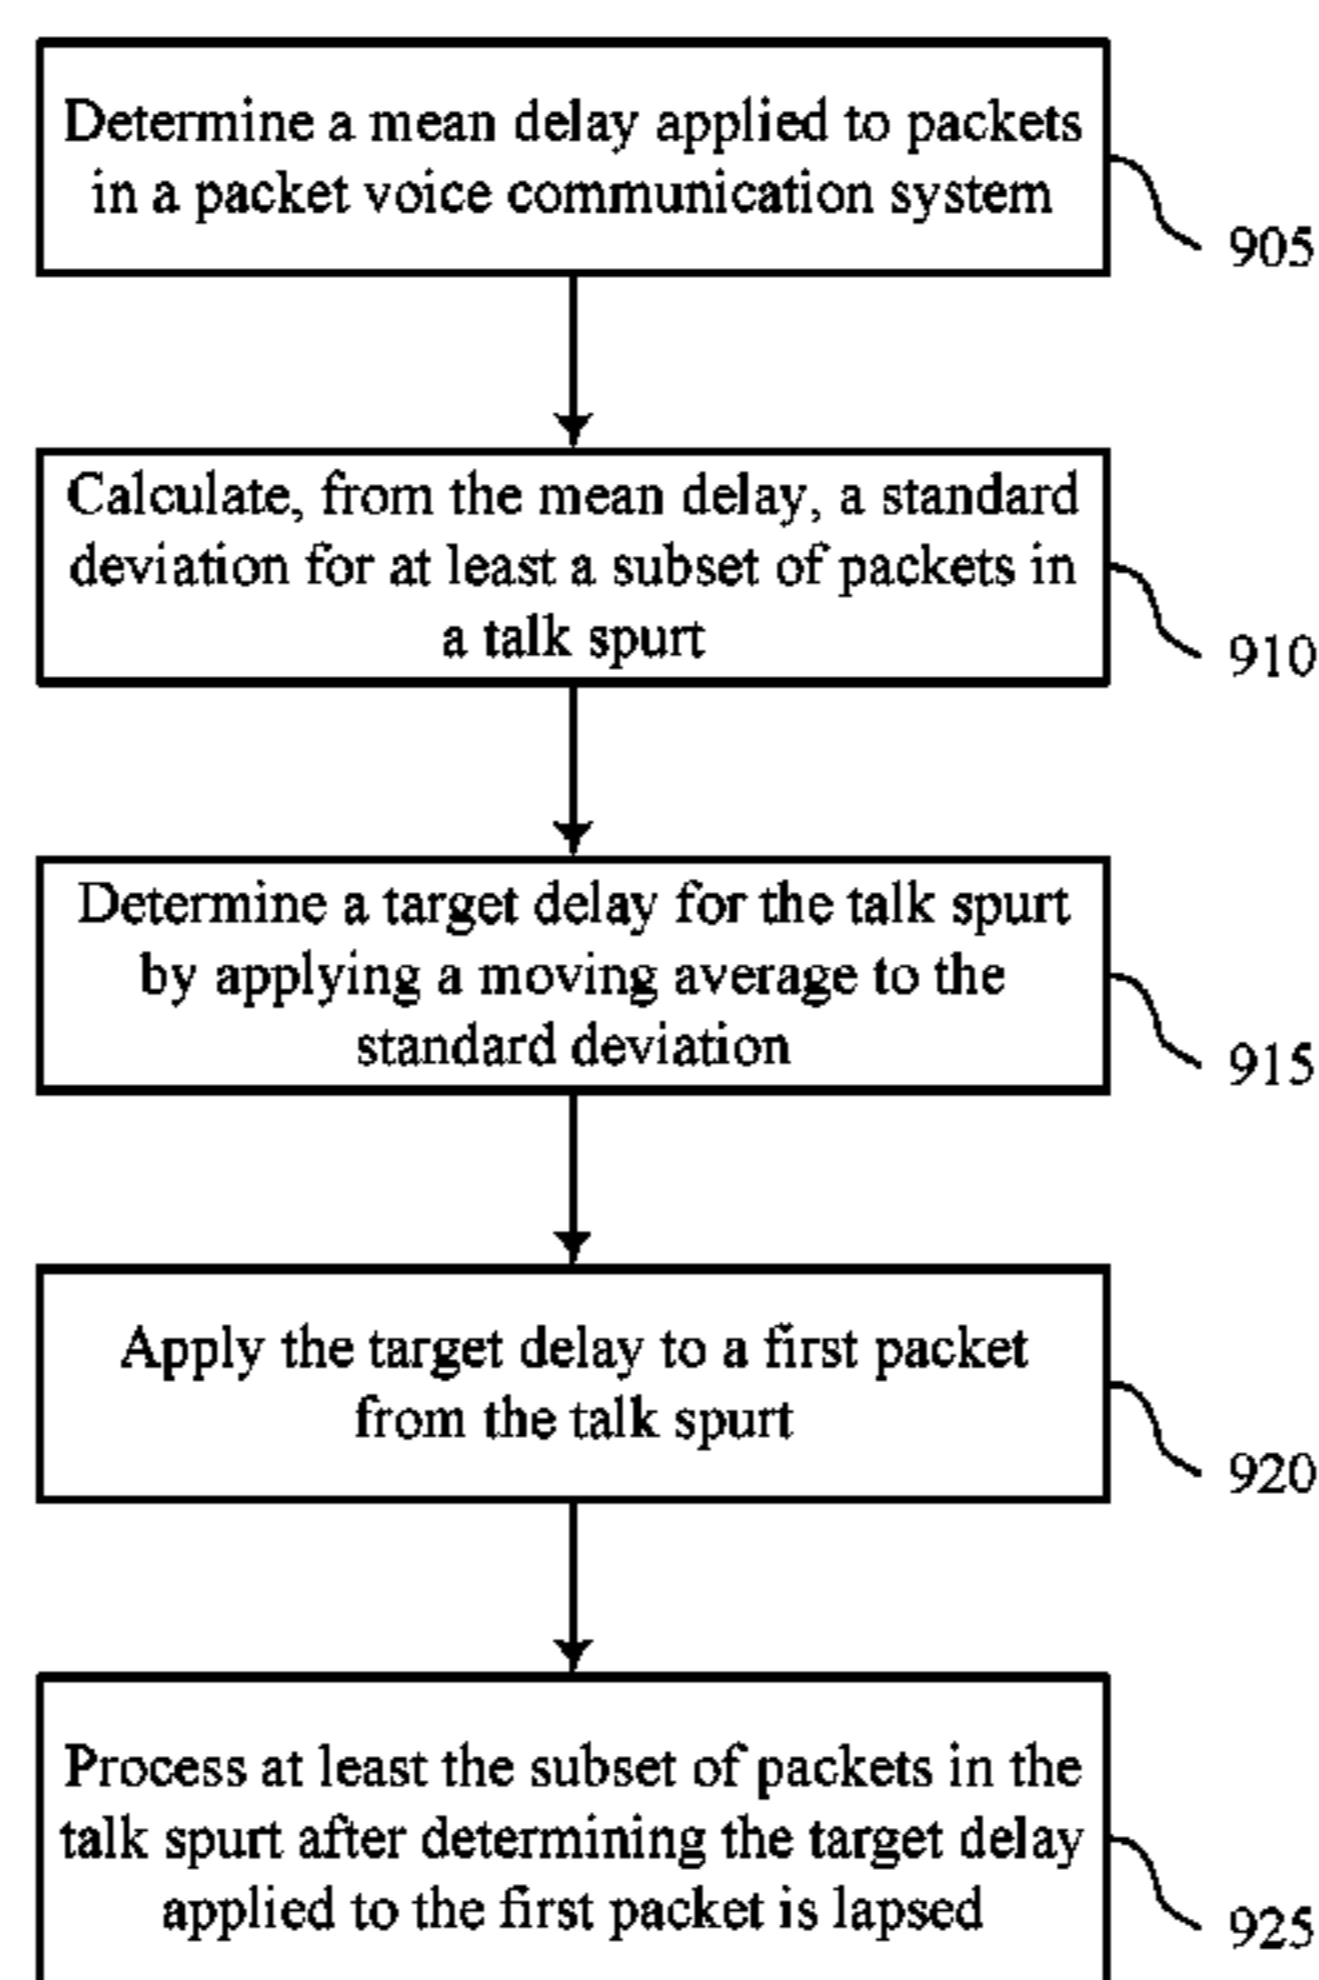 Determine a mean delay applied to packets
in a packet voice communication system
905
Calculate, from the mean delay, a standard
deviation for at least a subset of packets in
a talk spurt
910
Determine a target delay for the talk spurt
by applying a moving average to the
standard deviation
915
Apply the target delay to a first packet
from the talk spurt
920
Process at least the subset of packets in the
talk spurt after determining the target delay
applied to the first packet is lapsed
925